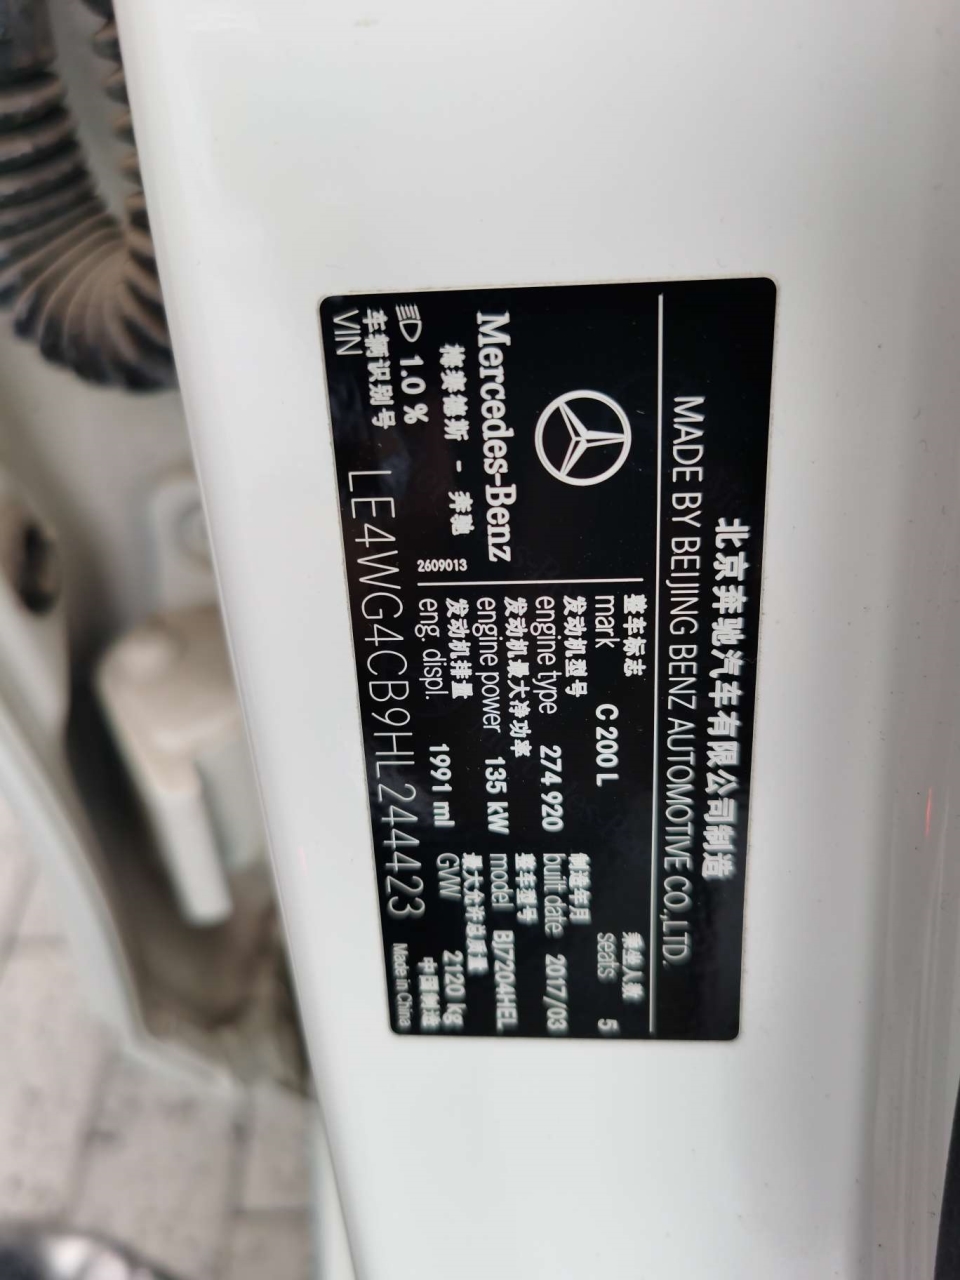 北京奔驰汽车有限公司制造
MADE BY BEIJING BENZ AUTOMOTIVE CO.,LTD.
Mercedes-Benz
梅赛德斯 - 奔驰
1.0 %
2609013
整车标志
mark C 200 L
乘坐人数
seats 5
发动机型号
engine type 274 920
制造年月
built date: 2017/03
发动机最大净功率
engine power 135 kW
整车型号
model BJ7204HEL
发动机排量
eng. displ. 1991 ml
最大允许总质量
GVW 2120 kg
车辆识别号
VIN LE4WG4CB9HL244423
中国制造
Made in China